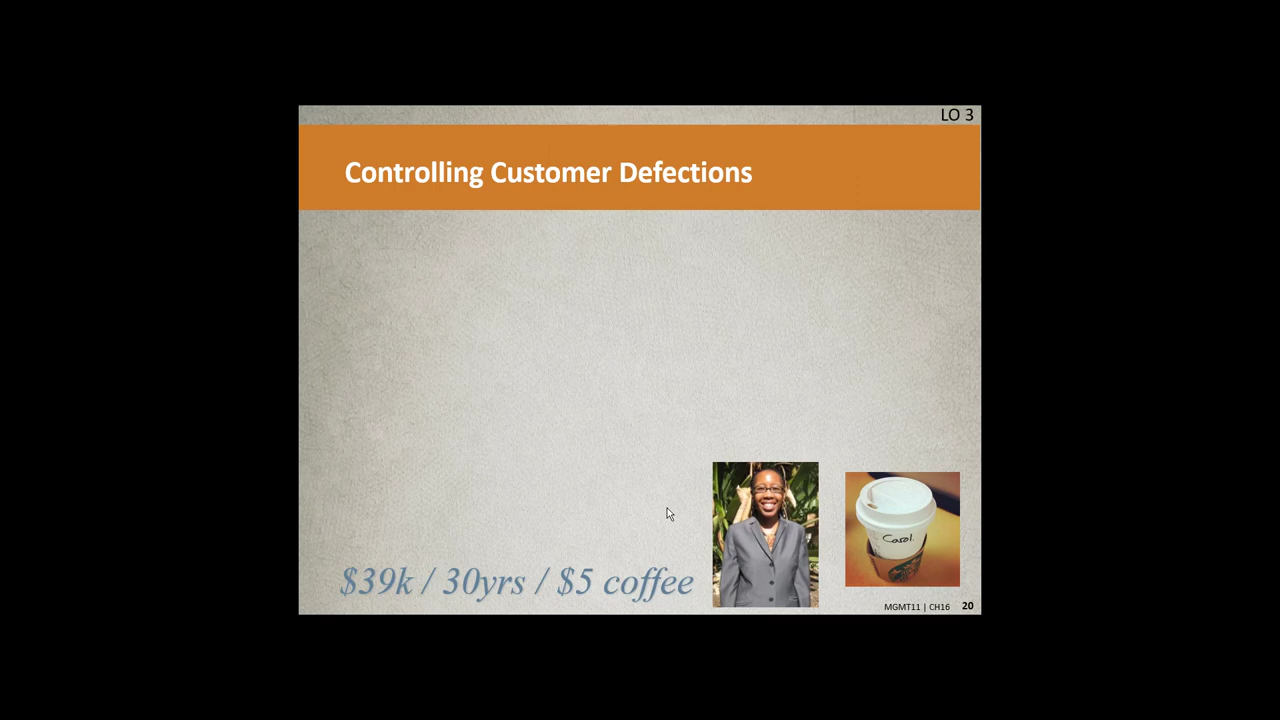 LO 3
Controlling Customer Defections
Carol.
$39k / 30yrs / $5 coffee
MGMT11 | CH16 20